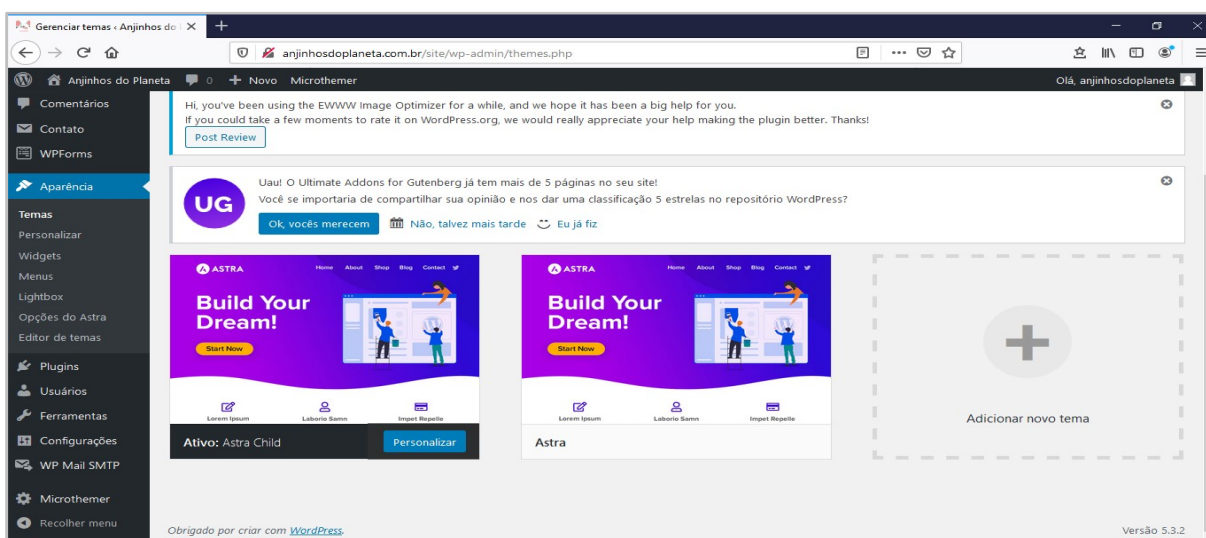 Gerenciar temas ‹ Anjinhos do
anjinhosdoplaneta.com.br/site/wp-admin/themes.php
Anjinhos do Planeta 0 + Novo Microthemer
Olá, anjinhosdoplaneta
Comentários
Contato
WPForms
Aparência
Temas
Personalizar
Widgets
Menus
Lightbox
Opções do Astra
Editor de temas
Plugins
Usuários
Ferramentas
Configurações
WP Mail SMTP
Microthemer
Recolher menu
Hi, you've been using the EWWW Image Optimizer for a while, and we hope it has been a big help for you.
If you could take a few moments to rate it on WordPress.org, we would really appreciate your help making the plugin better. Thanks!
Post Review
UG
Uau! O Ultimate Addons for Gutenberg já tem mais de 5 páginas no seu site!
Você se importaria de compartilhar sua opinião e nos dar uma classificação 5 estrelas no repositório WordPress?
Ok, vocês merecem Não, talvez mais tarde Eu já fiz
ASTRA Home About Shop Blog Contact
Build Your
Dream!
Start Now
Lorem Ipsum Laborio Samn Impet Repelle
Ativo: Astra Child Personalizar
ASTRA Home About Shop Blog Contact
Build Your
Dream!
Start Now
Lorem Ipsum Laborio Samn Impet Repelle
Astra
Adicionar novo tema
Obrigado por criar com WordPress.
Versão 5.3.2